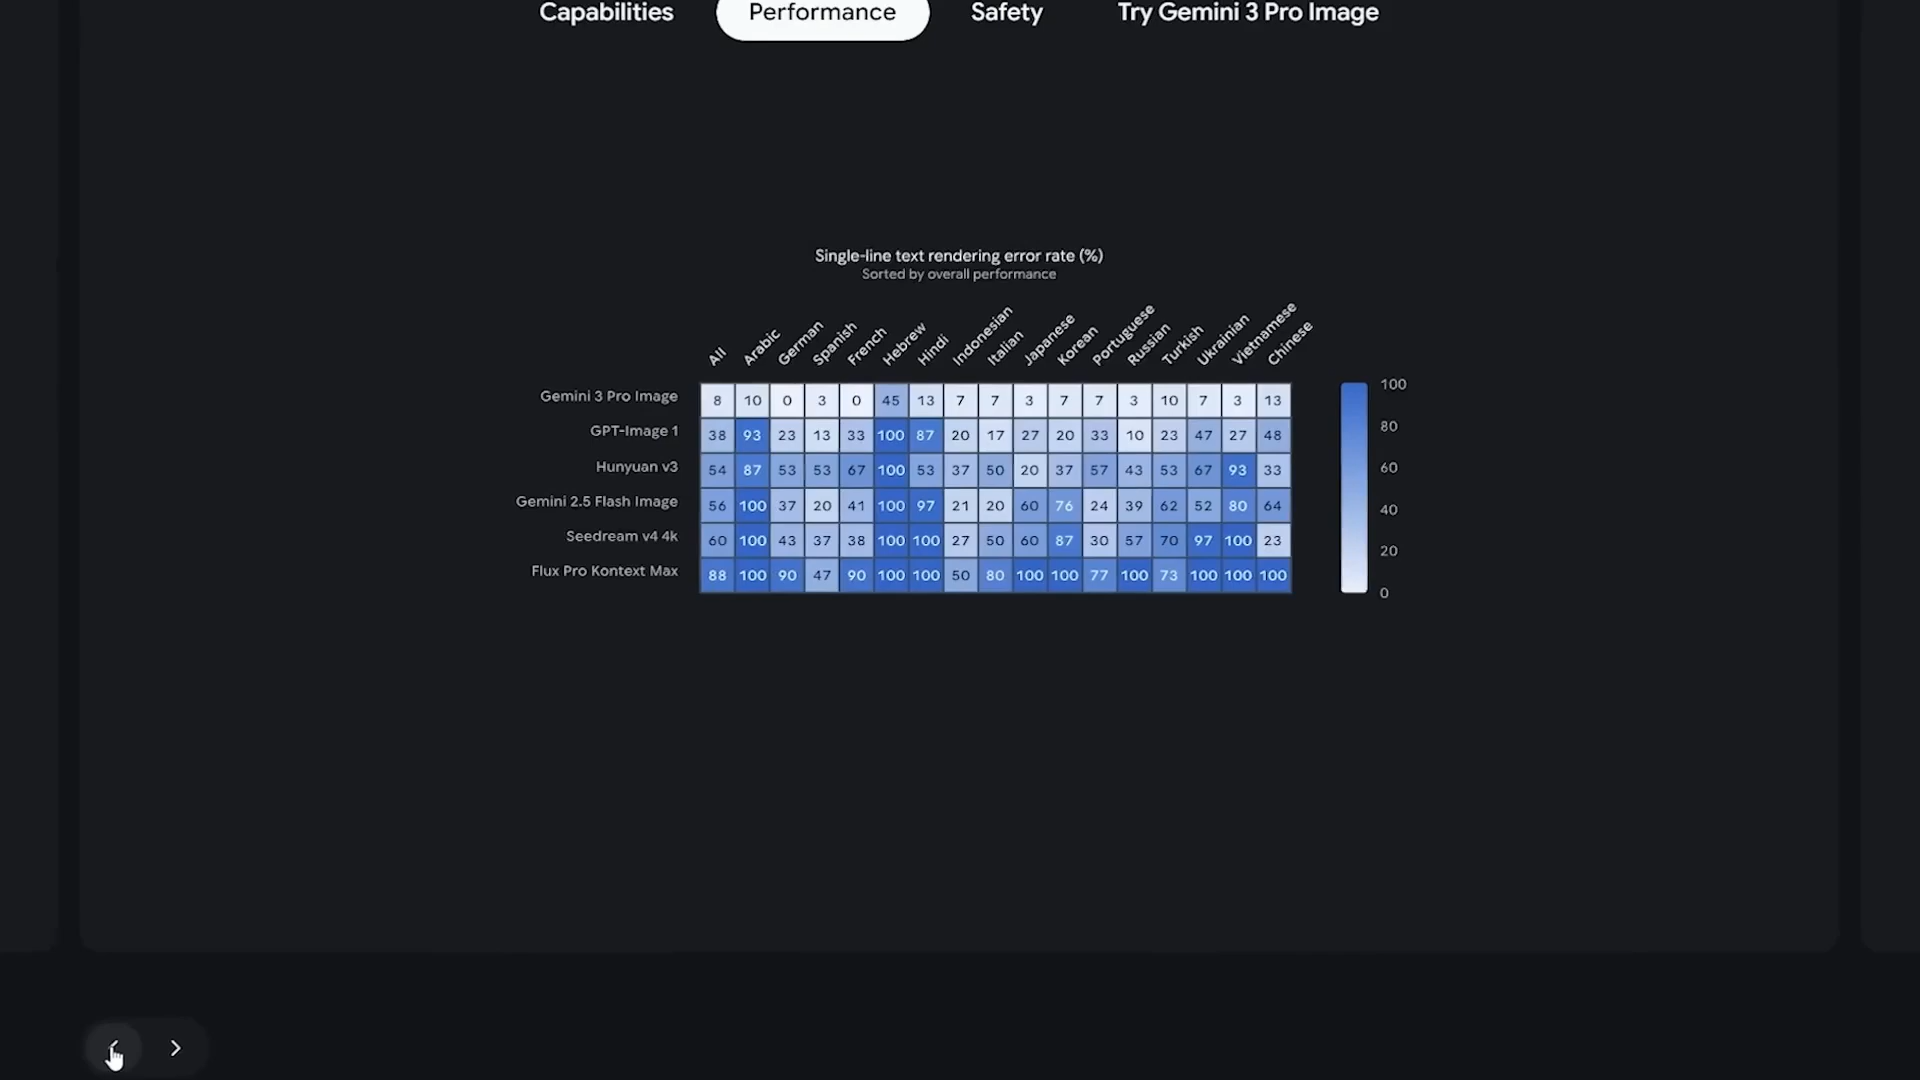 Capabilities Performance Safety Try Gemini 3 Pro Image
Single-line text rendering error rate (%)
Sorted by overall performance
All Arabic German Spanish French Hebrew Hindi Indonesian Italian Japanese Korean Portuguese Russian Turkish Ukrainian Vietnamese Chinese
Gemini 3 Pro Image 8 10 0 3 0 45 13 7 7 3 7 7 3 10 7 3 13
GPT-Image 1 38 93 23 13 33 100 87 20 17 27 20 33 10 23 47 27 48
Hunyuan v3 54 87 53 53 67 100 53 37 50 20 37 57 43 53 67 93 33
Gemini 2.5 Flash Image 56 100 37 20 41 100 97 21 20 60 76 24 39 62 52 80 64
Seedream v4 4k 60 100 43 37 38 100 100 27 50 60 87 30 57 70 97 100 23
Flux Pro Kontext Max 88 100 90 47 90 100 100 50 80 100 100 77 100 73 100 100 100
100
80
60
40
20
0